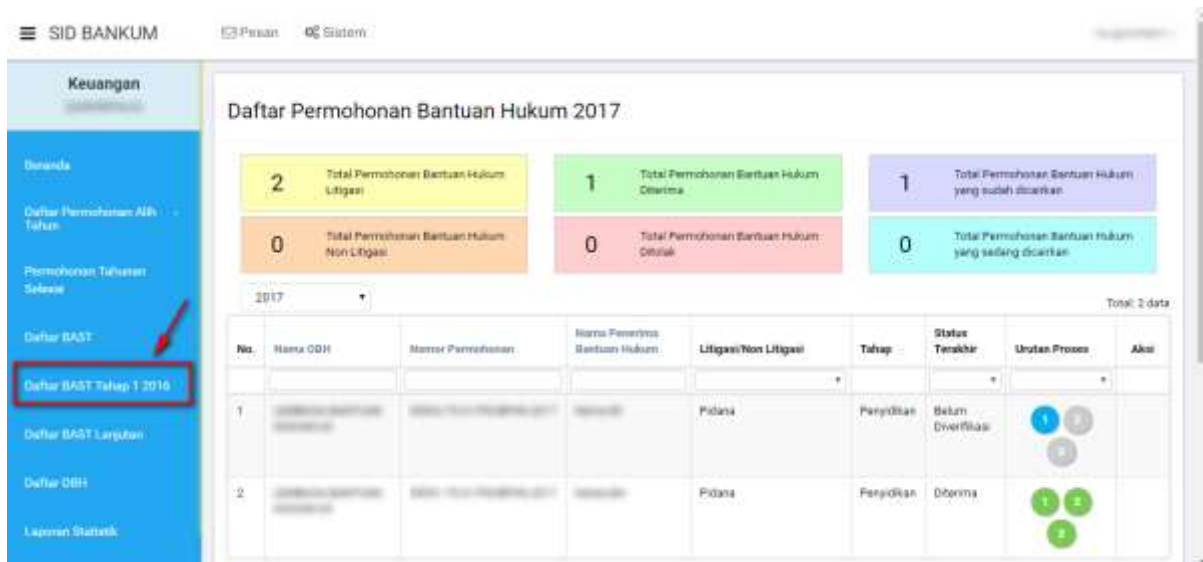 SID BANKUM
Pesan
Sistem
Keuangan
Beranda
Daftar Permohonan Alih
Tahun
Permohonan Tahunan
Selesai
Daftar BAST
Daftar BAST Tahap 1 2016
Daftar BAST Lanjutan
Daftar OBH
Laporan Statistik
Daftar Permohonan Bantuan Hukum 2017
2
Total Permohonan Bantuan Hukum
Litigasi
1
Total Permohonan Bantuan Hukum
Diterima
1
Total Permohonan Bantuan Hukum
yang sudah dicairkan
0
Total Permohonan Bantuan Hukum
Non Litigasi
0
Total Permohonan Bantuan Hukum
Ditolak
0
Total Permohonan Bantuan Hukum
yang sedang dicairkan
2017
Total: 2 data
No.
Nama OBH
Nomor Permohonan
Nama Penerima
Bantuan Hukum
Litigasi/Non Litigasi
Tahap
Status
Terakhir
Urutan Proses
Aksi
1
Pidana
Penyidikan
Belum
Diverifikasi
1 2
3
2
Pidana
Penyidikan
Diterima
1 2
3